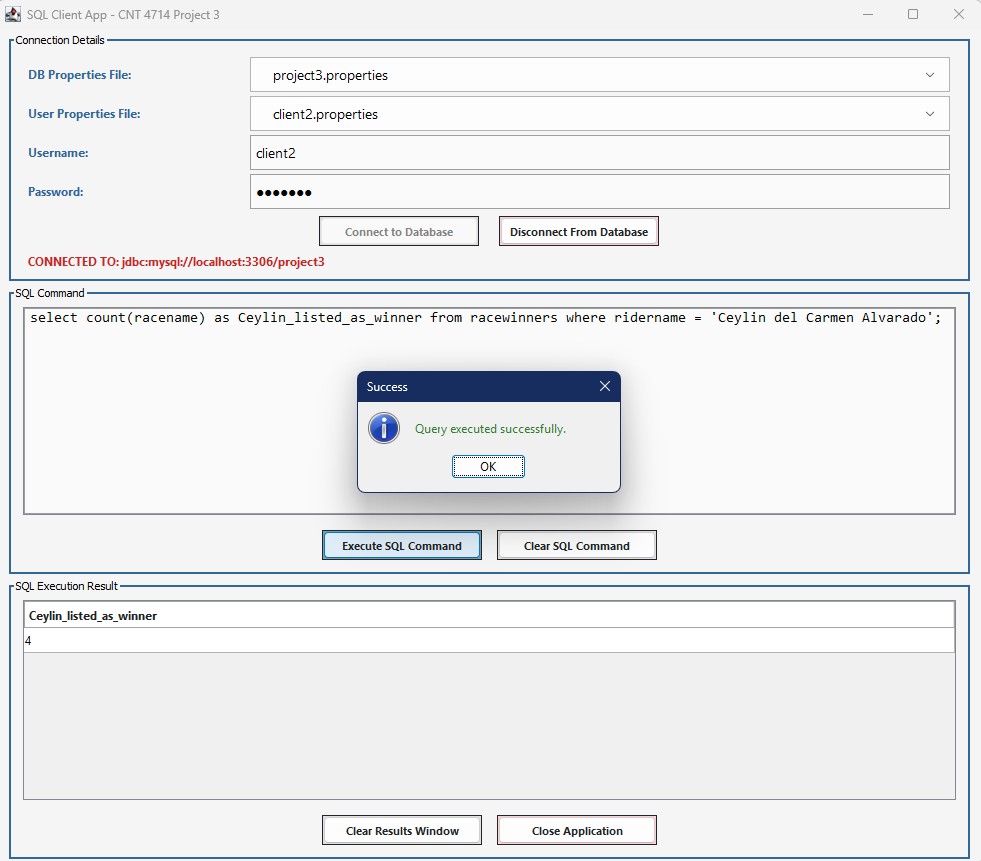 SQL Client App - CNT 4714 Project 3
Connection Details
DB Properties File: project3.properties
User Properties File: client2.properties
Username: client2
Password: ●●●●●●●
Connect to Database Disconnect From Database
CONNECTED TO: jdbc:mysql://localhost:3306/project3
SQL Command
select count(racename) as Ceylin_listed_as_winner from racewinners where ridername = 'Ceylin del Carmen Alvarado';
Success
Query executed successfully.
OK
Execute SQL Command Clear SQL Command
SQL Execution Result
Ceylin_listed_as_winner
4
Clear Results Window Close Application